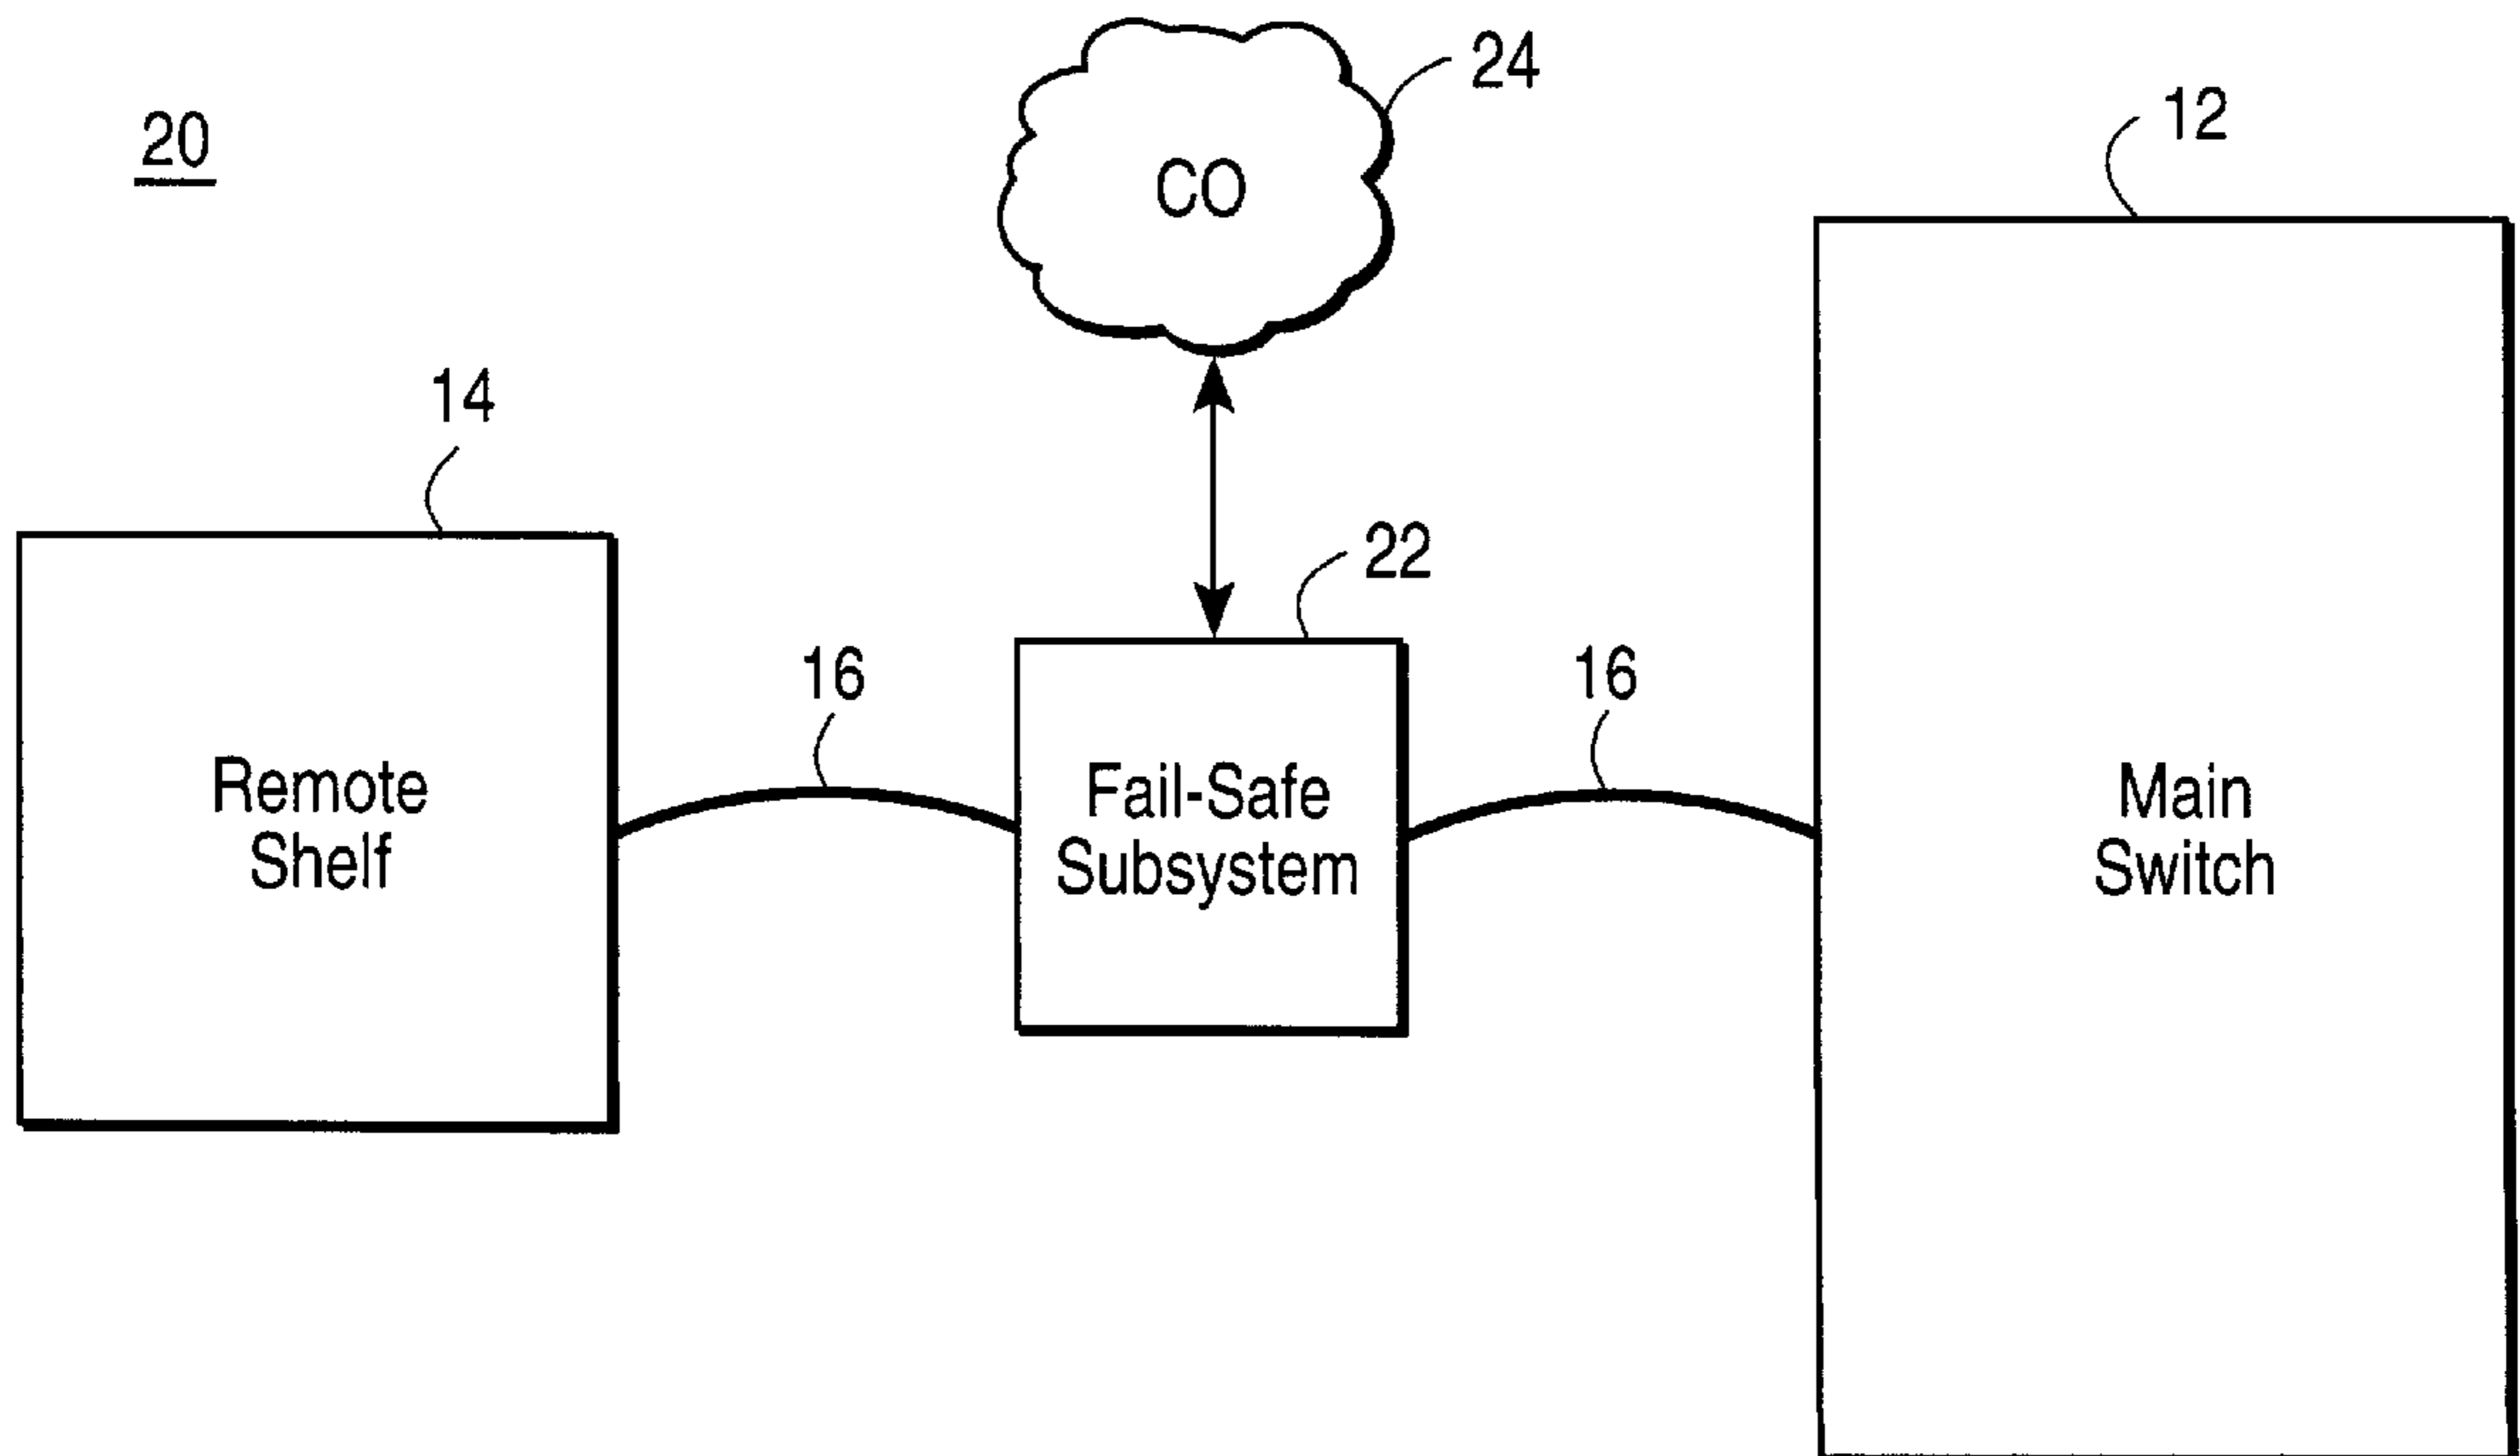 20
CO
24
12
14
22
16
16
Remote
Shelf
Fail-Safe
Subsystem
Main
Switch